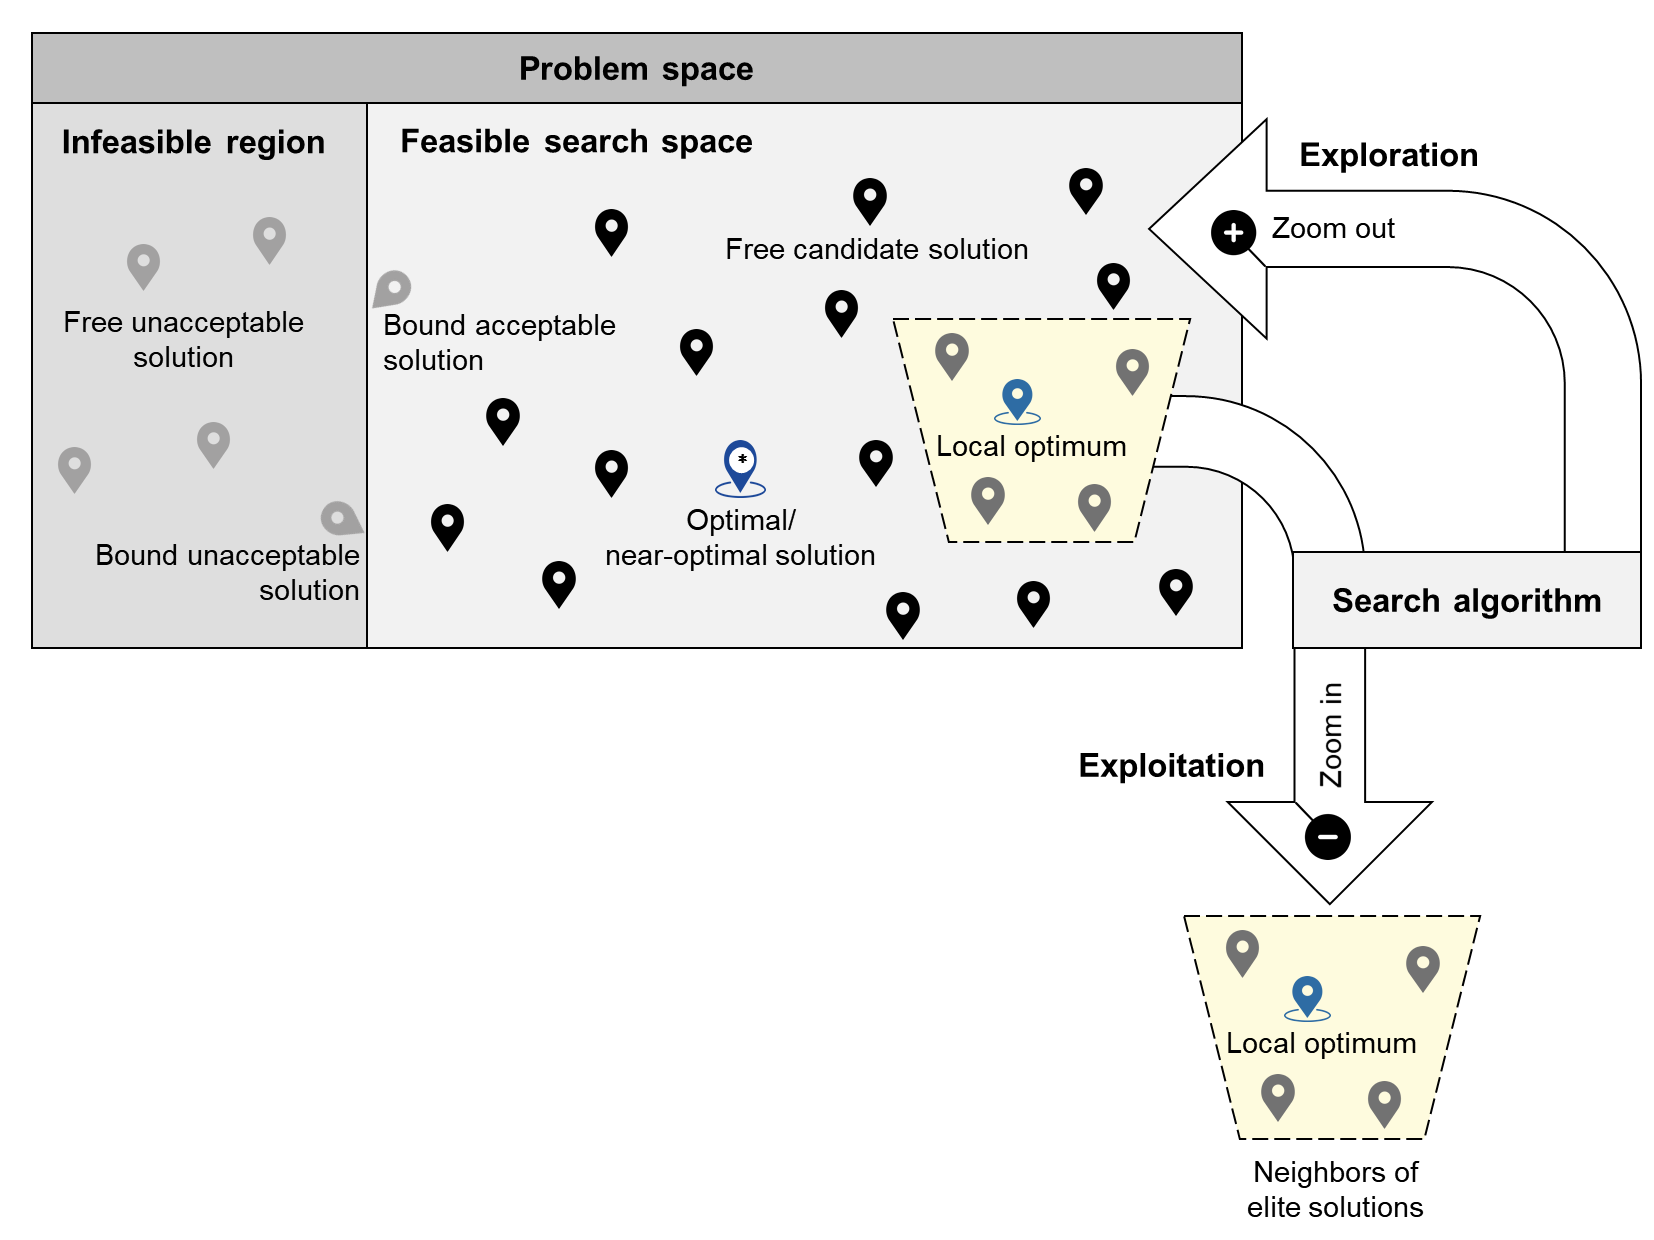 Problem space
Infeasible region
Feasible search space
Exploration
Zoom out
Free candidate solution
Free unacceptable
solution
Bound acceptable
solution
Local optimum
Optimal/
near-optimal solution
Bound unacceptable
solution
Search algorithm
Zoom in
Exploitation
Local optimum
Neighbors of
elite solutions